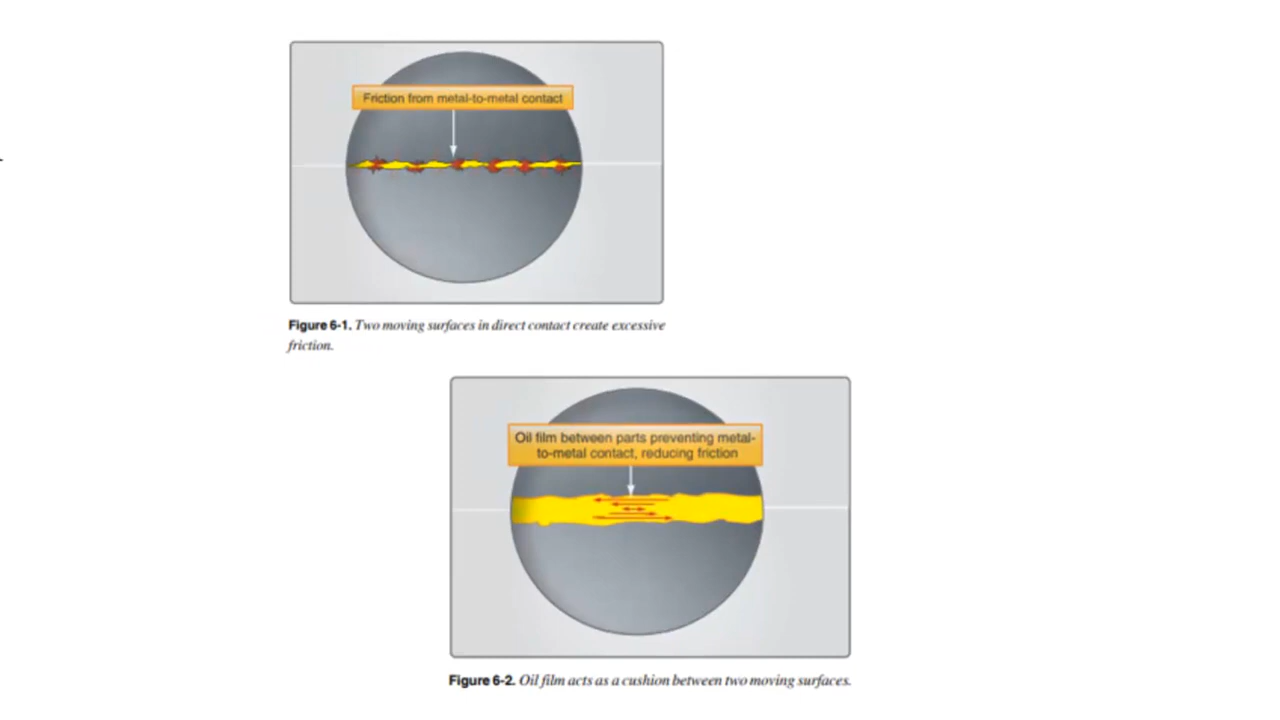 Friction from metal-to-metal contact
Figure 6-1. Two moving surfaces in direct contact create excessive
friction.
Oil film between parts preventing metal-
to-metal contact, reducing friction
Figure 6-2. Oil film acts as a cushion between two moving surfaces.